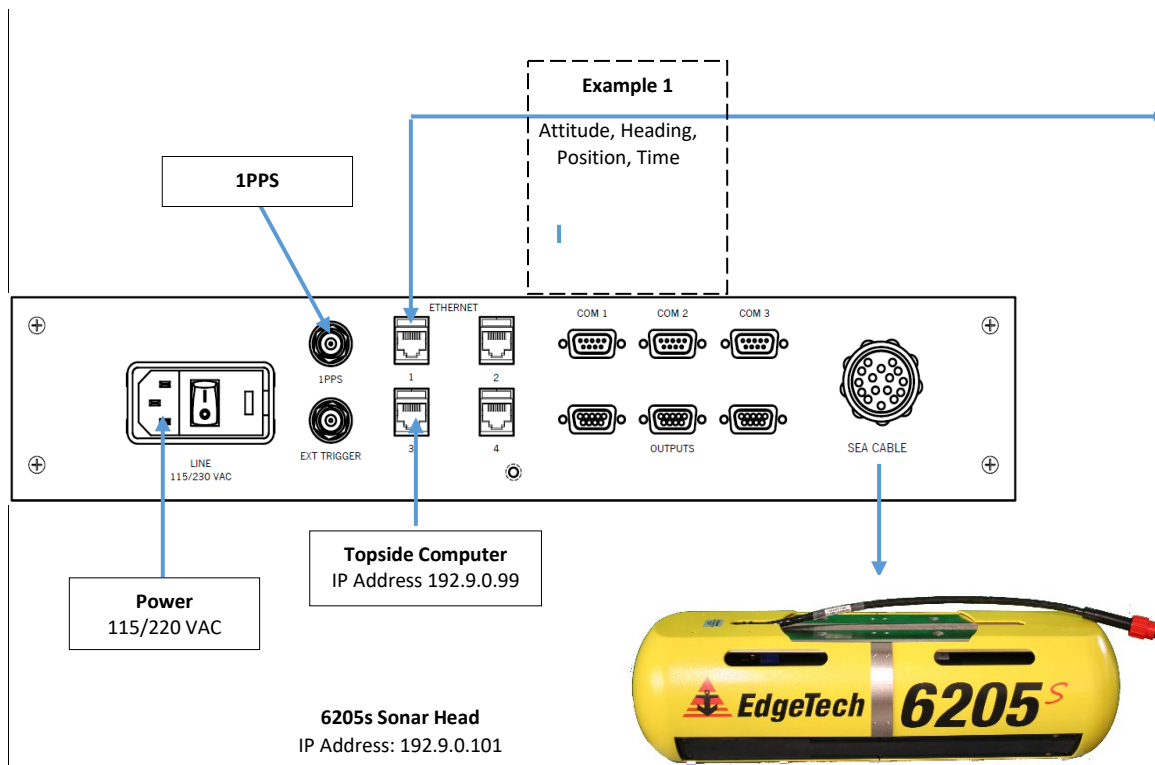 Example 1
Attitude, Heading,
Position, Time
1PPS
ETHERNET
COM 1
COM 2
COM 3
1PPS
1
2
EXT TRIGGER
3
4
OUTPUTS
SEA CABLE
LINE
115/230 VAC
Topside Computer
IP Address 192.9.0.99
Power
115/220 VAC
EdgeTech 6205s
6205s Sonar Head
IP Address: 192.9.0.101